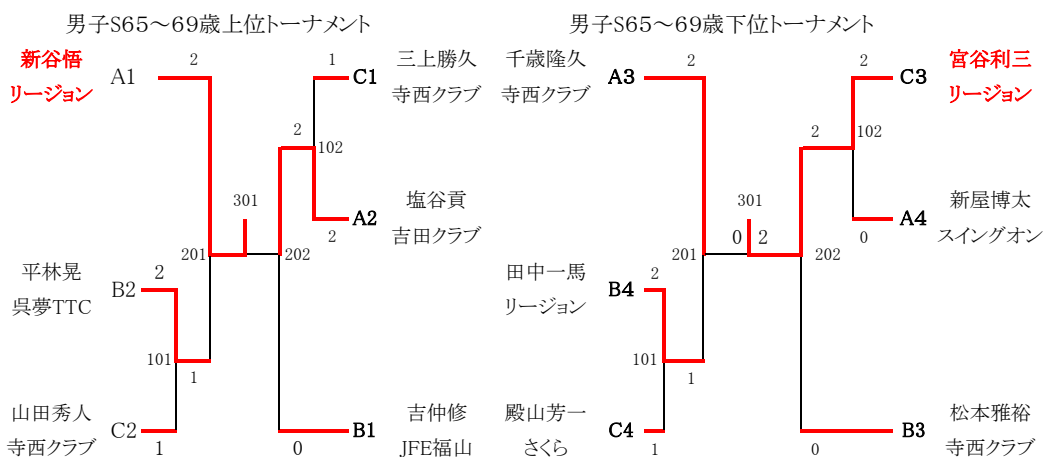 男子S65～69歳上位トーナメント
新谷悟
リージョン
A1
2
1
C1
三上勝久
寺西クラブ
2
102
301
A2
2
塩谷貢
吉田クラブ
201
202
平林晃
呉夢TTC
B2
2
101
1
山田秀人
寺西クラブ
C2
1
0
B1
吉仲修
JFE福山
男子S65～69歳下位トーナメント
千歳隆久
寺西クラブ
A3
2
2
C3
宮谷利三
リージョン
2
102
301
A4
0
新屋博太
スイングオン
0 2
201
202
田中一馬
リージョン
B4
2
101
1
殿山芳一
さくら
C4
1
0
B3
松本雅裕
寺西クラブ